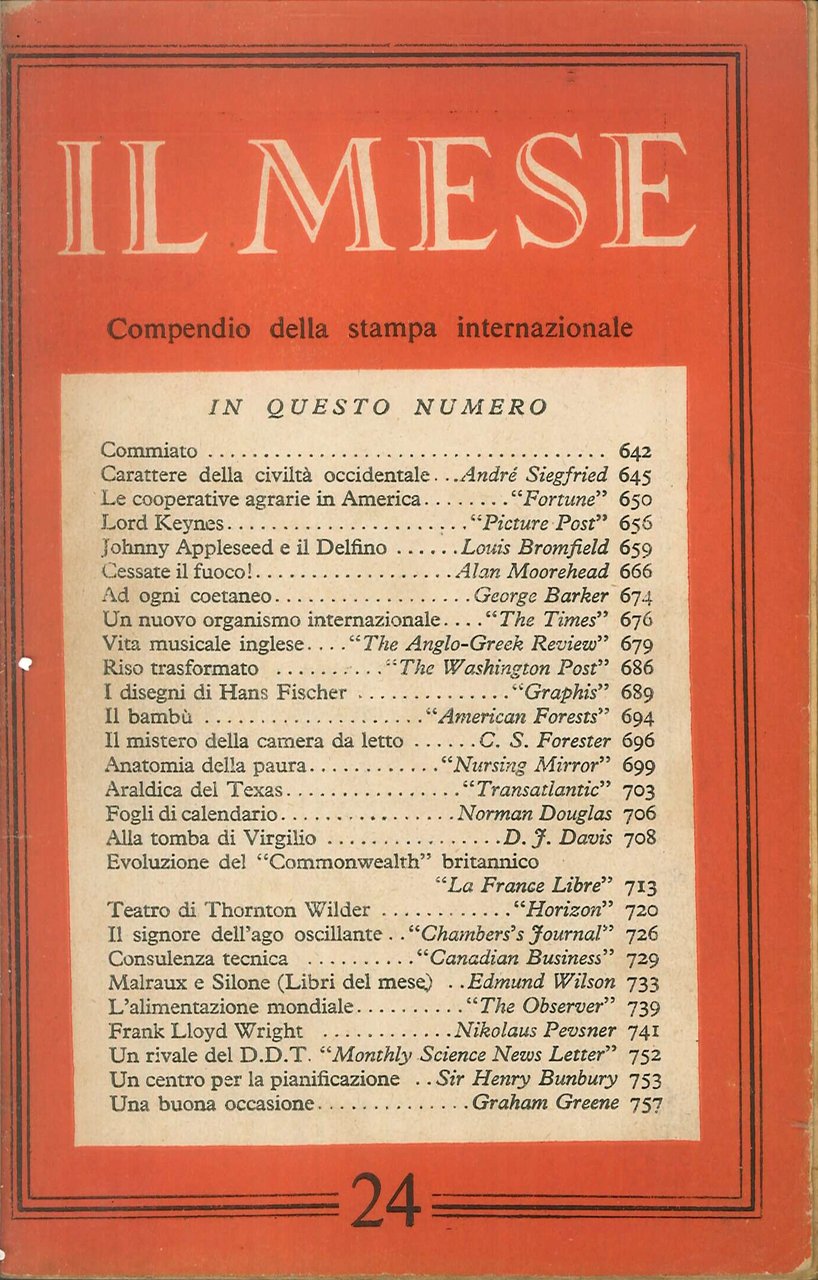 IL MESE
Compendio della stampa internazionale
IN QUESTO NUMERO
Commiato .................................... 642
Carattere della civiltà occidentale...André Siegfried 645
Le cooperative agrarie in America........“Fortune” 650
Lord Keynes......................“Picture Post” 656
Johnny Appleseed e il Delfino ......Louis Bromfield 659
Cessate il fuoco!..................Alan Moorehead 666
Ad ogni coetaneo..................George Barker 674
Un nuovo organismo internazionale....“The Times” 676
Vita musicale inglese....“The Anglo-Greek Review” 679
Riso trasformato ..........“The Washington Post” 686
I disegni di Hans Fischer ..............“Graphis” 689
Il bambù ....................“American Forests” 694
Il mistero della camera da letto ......C. S. Forester 696
Anatomia della paura............“Nursing Mirror” 699
Araldica del Texas................“Transatlantic” 703
Fogli di calendario................Norman Douglas 706
Alla tomba di Virgilio ................D. J. Davis 708
Evoluzione del “Commonwealth” britannico
“La France Libre” 713
Teatro di Thornton Wilder ............“Horizon” 720
Il signore dell'ago oscillante..“Chambers's Journal” 726
Consulenza tecnica ..........“Canadian Business” 729
Malraux e Silone (Libri del mese) ..Edmund Wilson 733
L'alimentazione mondiale..........“The Observer” 739
Frank Lloyd Wright ............Nikolaus Pevsner 741
Un rivale del D.D.T. “Monthly Science News Letter” 752
Un centro per la pianificazione ..Sir Henry Bunbury 753
Una buona occasione..............Graham Greene 757
24